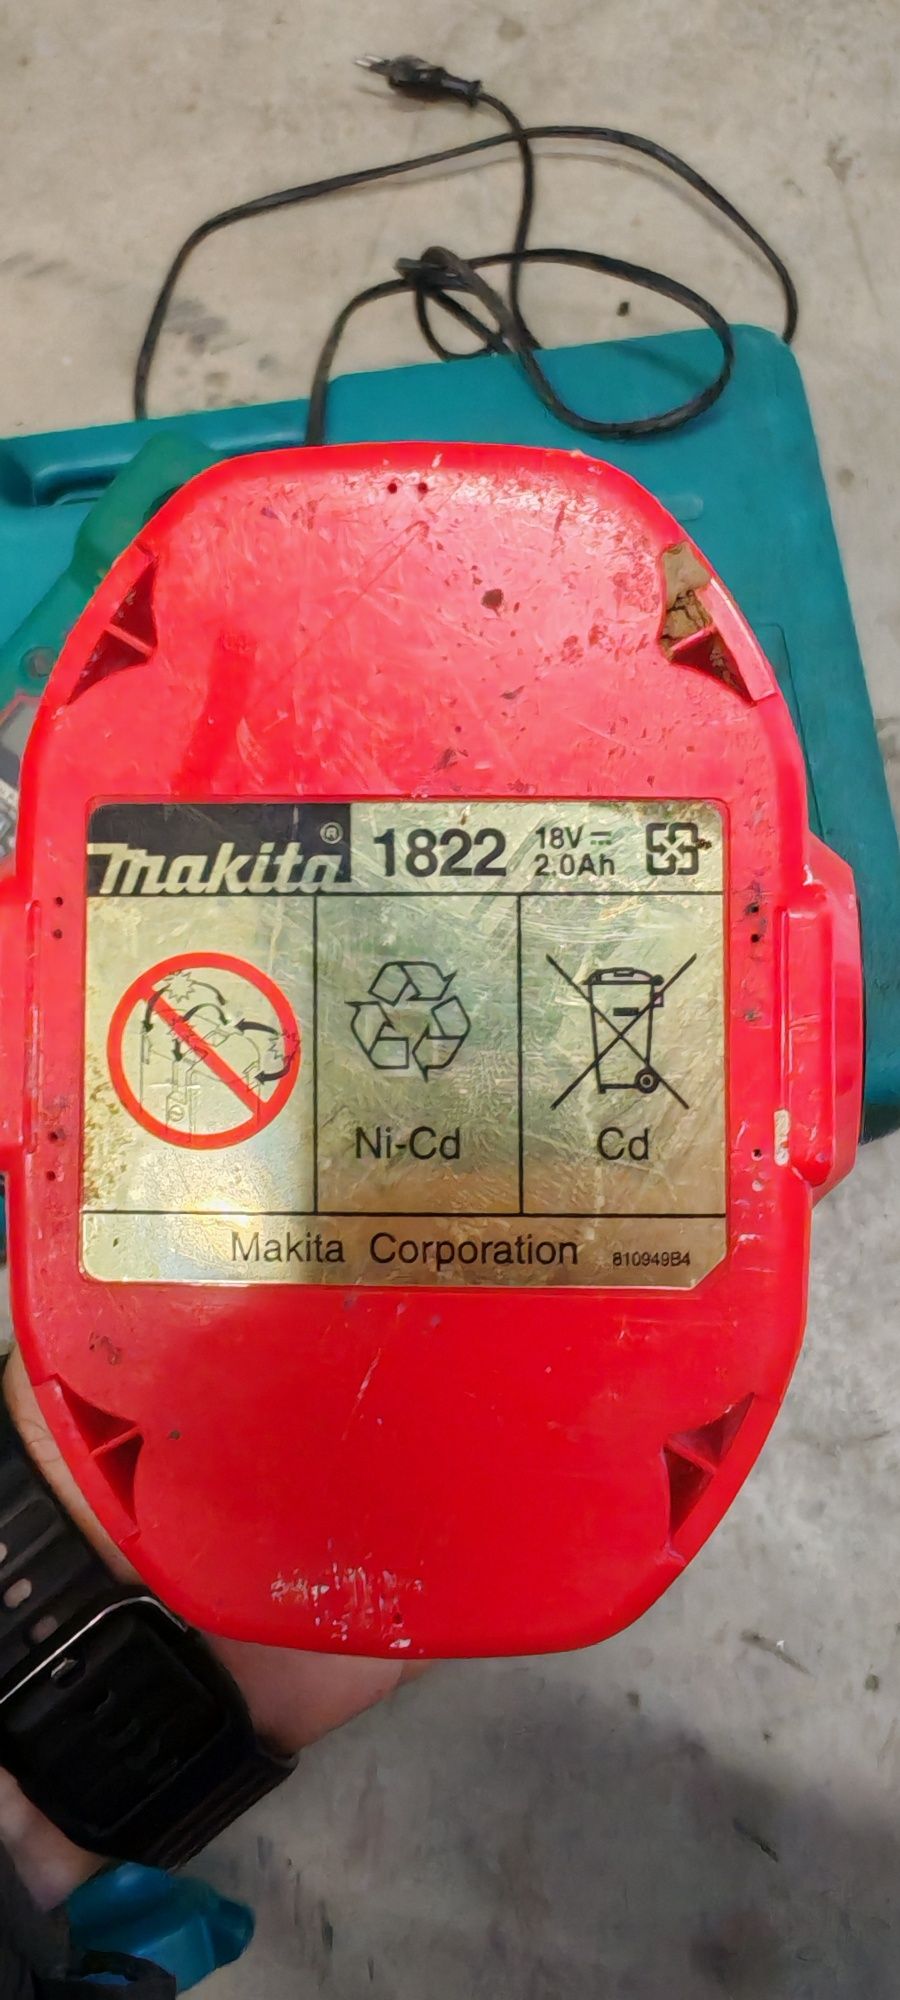 makita® 1822 18V⎓
2.0Ah
Ni-Cd Cd
Makita Corporation 810949B4